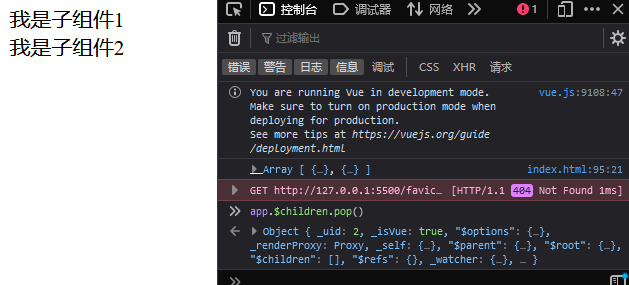 我是子组件1
我是子组件2
控制台 调试器 网络 1
过滤输出
错误 警告 日志 信息 调试 CSS XHR 请求
You are running Vue in development mode. vue.js:9108:47
Make sure to turn on production mode when
deploying for production.
See more tips at https://vuejs.org/guide
/deployment.html
Array [ {…}, {…} ] index.html:95:21
GET http://127.0.0.1:5500/favic… [HTTP/1.1 404 Not Found 1ms]
app.$children.pop()
Object { _uid: 2, _isVue: true, "$options": {…},
_renderProxy: Proxy, _self: {…}, "$parent": {…}, "$root": {…},
"$children": [], "$refs": {}, _watcher: {…}, … }